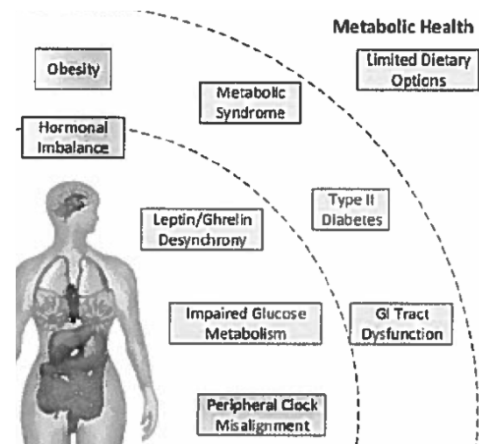 Metabolic Health
Limited Dietary
Options
Obesity
Metabolic
Syndrome
Hormonal
Imbalance
Type II
Diabetes
Leptin/Ghrelin
Desynchrony
Impaired Glucose
Metabolism
GI Tract
Dysfunction
Peripheral Clock
Misalignment